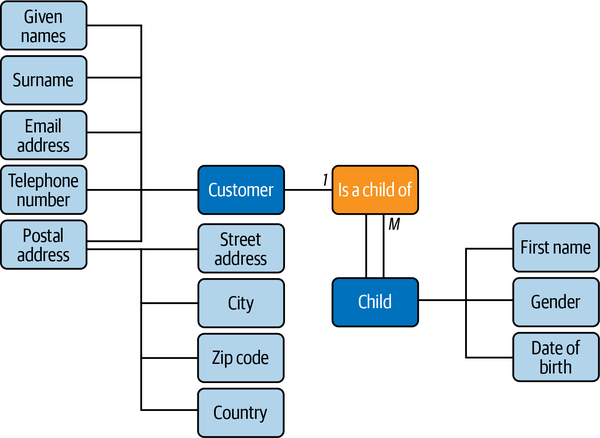 Given
names
Surname
Email
address
Telephone
number
Postal
address
Customer
1
Is a child of
M
Street
address
City
Zip code
Country
Child
First name
Gender
Date of
birth